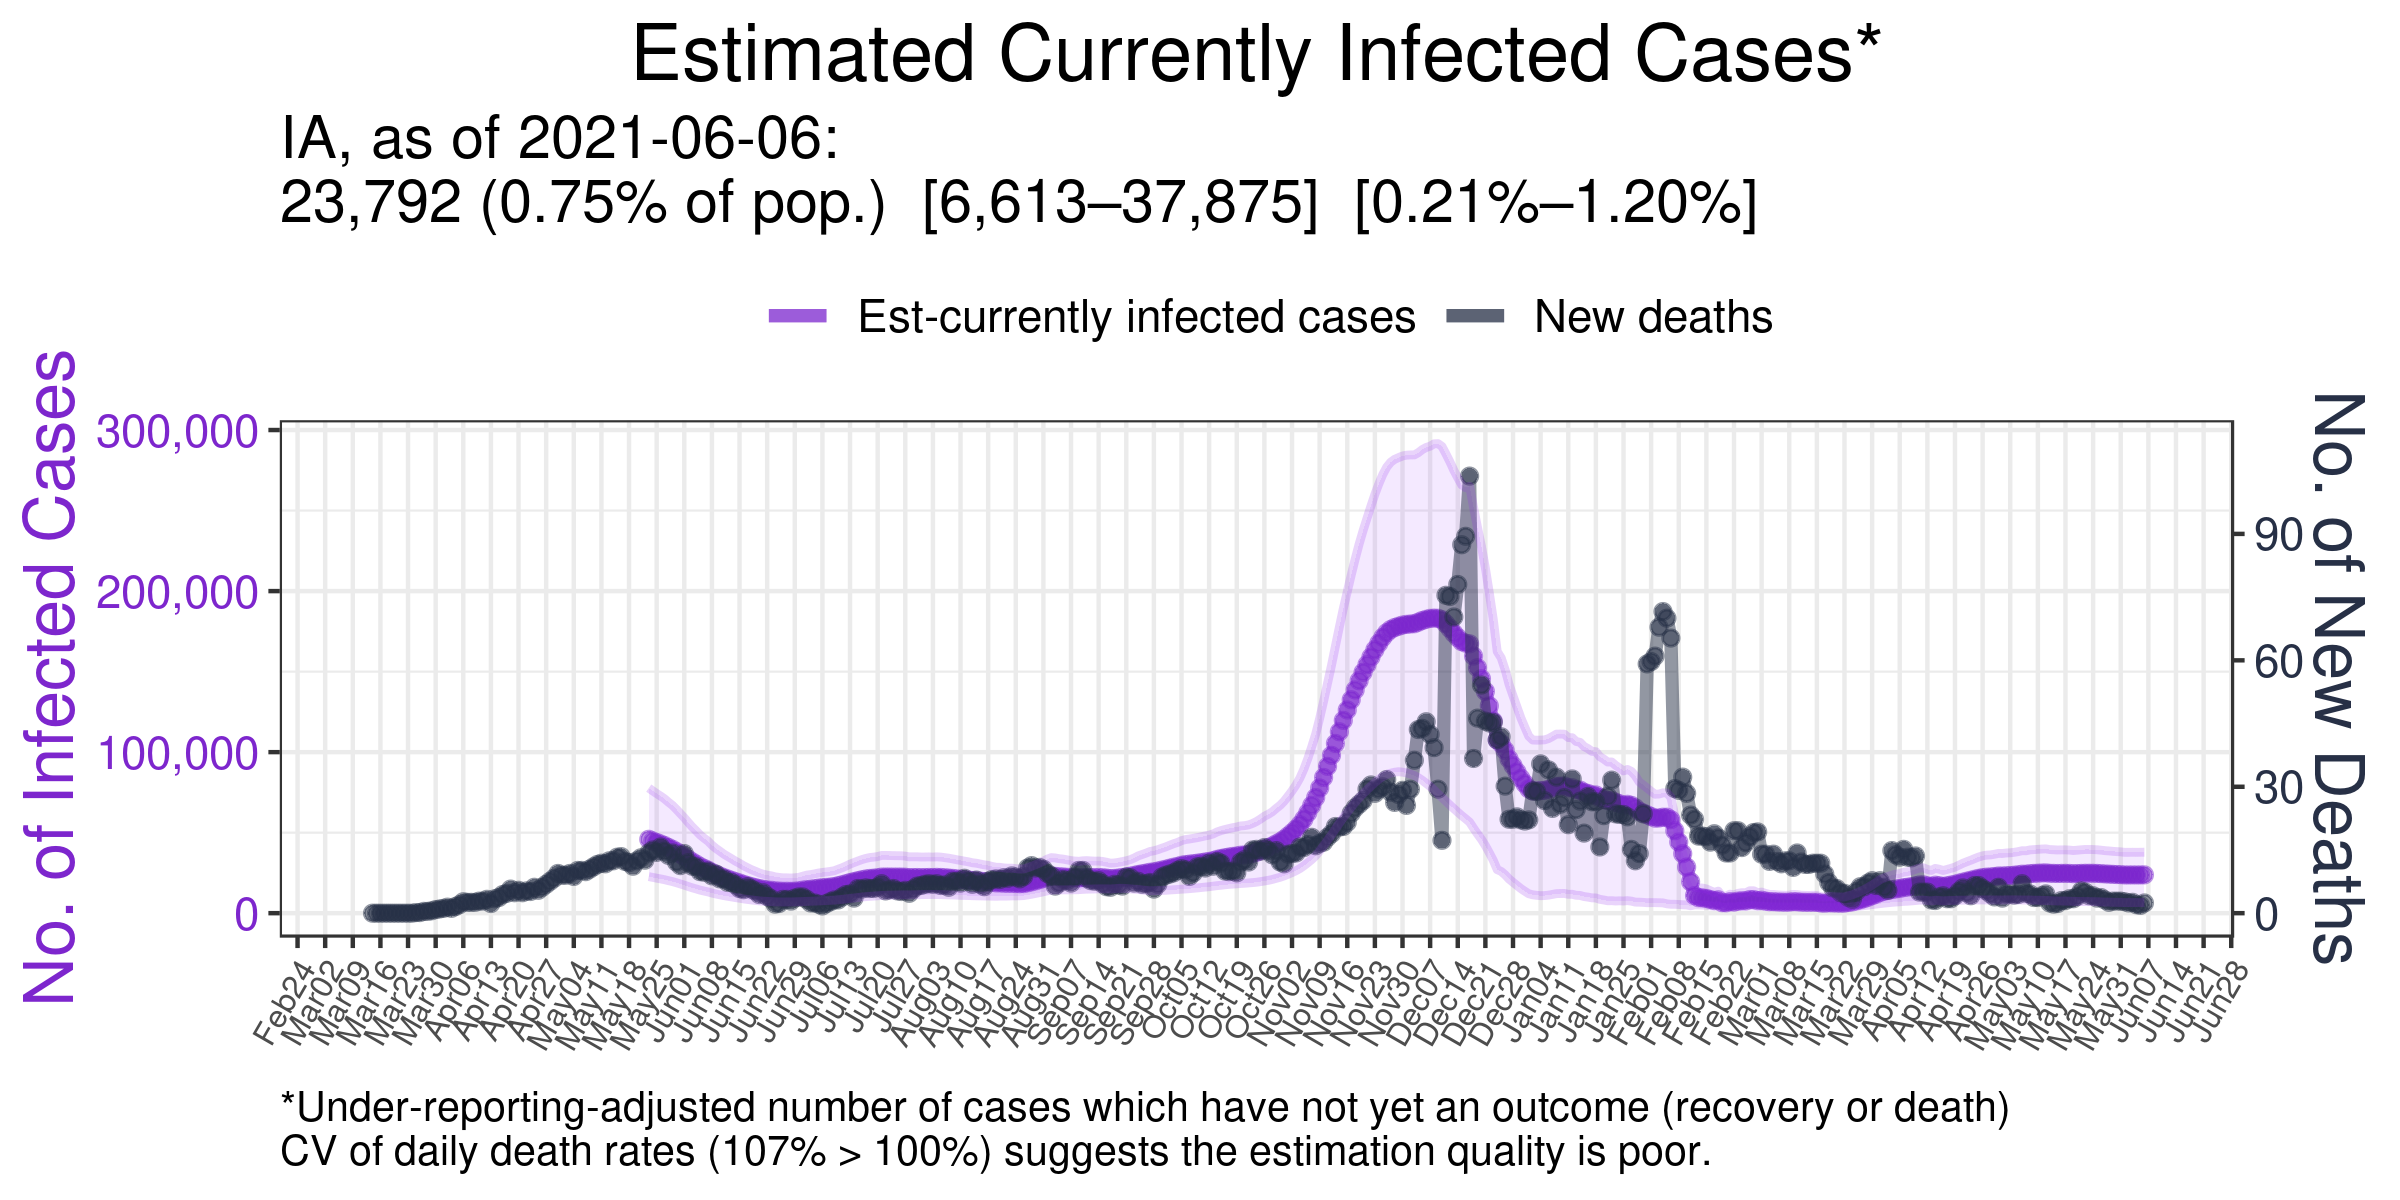 Estimated Currently Infected Cases*
IA, as of 2021-06-06:
23,792 (0.75% of pop.) [6,613–37,875] [0.21%–1.20%]
Est-currently infected cases
New deaths
No. of Infected Cases
300,000
200,000
100,000
0
90
60
30
0
No. of New Deaths
Feb24
Mar02
Mar09
Mar16
Mar23
Mar30
Apr06
Apr13
Apr20
Apr27
May04
May11
May18
May25
Jun01
Jun08
Jun15
Jun22
Jun29
Jul06
Jul13
Jul20
Jul27
Aug03
Aug10
Aug17
Aug24
Aug31
Sep07
Sep14
Sep21
Sep28
Oct05
Oct12
Oct19
Oct26
Nov02
Nov09
Nov16
Nov23
Nov30
Dec07
Dec14
Dec21
Dec28
Jan04
Jan11
Jan18
Jan25
Feb01
Feb08
Feb15
Feb22
Mar01
Mar08
Mar15
Mar22
Mar29
Apr05
Apr12
Apr19
Apr26
May03
May10
May17
May24
May31
Jun07
Jun14
Jun21
Jun28
*Under-reporting-adjusted number of cases which have not yet an outcome (recovery or death)
CV of daily death rates (107% > 100%) suggests the estimation quality is poor.